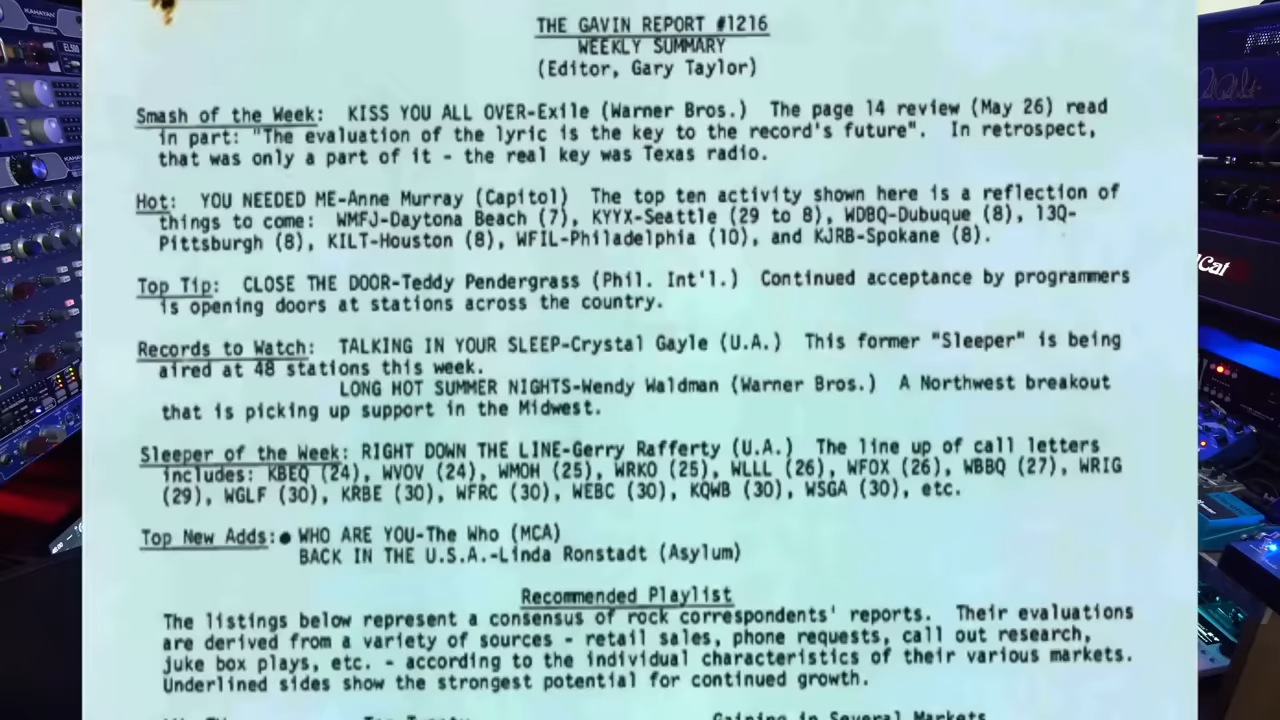 THE GAVIN REPORT #1216
WEEKLY SUMMARY
(Editor, Gary Taylor)
Smash of the Week: KISS YOU ALL OVER-Exile (Warner Bros.) The page 14 review (May 26) read
in part: "The evaluation of the lyric is the key to the record's future". In retrospect,
that was only a part of it - the real key was Texas radio.
Hot: YOU NEEDED ME-Anne Murray (Capitol) The top ten activity shown here is a reflection of
things to come: WMFJ-Daytona Beach (7), KYYX-Seattle (29 to 8), WDBQ-Dubuque (8), 13Q-
Pittsburgh (8), KILT-Houston (8), WFIL-Philadelphia (10), and KJRB-Spokane (8).
Top Tip: CLOSE THE DOOR-Teddy Pendergrass (Phil. Int'l.) Continued acceptance by programmers
is opening doors at stations across the country.
Records to Watch: TALKING IN YOUR SLEEP-Crystal Gayle (U.A.) This former "Sleeper" is being
aired at 48 stations this week.
LONG HOT SUMMER NIGHTS-Wendy Waldman (Warner Bros.) A Northwest breakout
that is picking up support in the Midwest.
Sleeper of the Week: RIGHT DOWN THE LINE-Gerry Rafferty (U.A.) The line up of call letters
includes: KBEQ (24), WVOV (24), WMOH (25), WRKO (25), WLLL (26), WFOX (26), WBBQ (27), WRIG
(29), WGLF (30), KRBE (30), WFRC (30), WEBC (30), KQWB (30), WSGA (30), etc.
Top New Adds:● WHO ARE YOU-The Who (MCA)
BACK IN THE U.S.A.-Linda Ronstadt (Asylum)
Recommended Playlist
The listings below represent a consensus of rock correspondents' reports. Their evaluations
are derived from a variety of sources - retail sales, phone requests, call out research,
juke box plays, etc. - according to the individual characteristics of their various markets.
Underlined sides show the strongest potential for continued growth.
Gaining in Several Markets
KAHAYAN
EL500